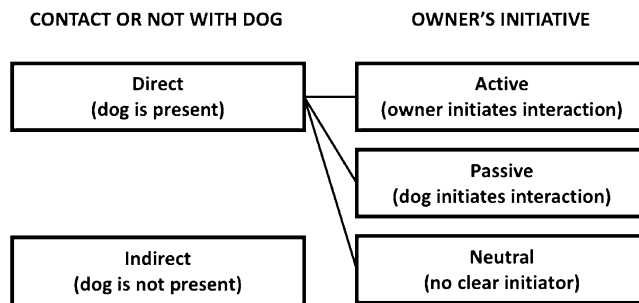 CONTACT OR NOT WITH DOG
OWNER'S INITIATIVE
Direct
(dog is present)
Active
(owner initiates interaction)
Passive
(dog initiates interaction)
Indirect
(dog is not present)
Neutral
(no clear initiator)